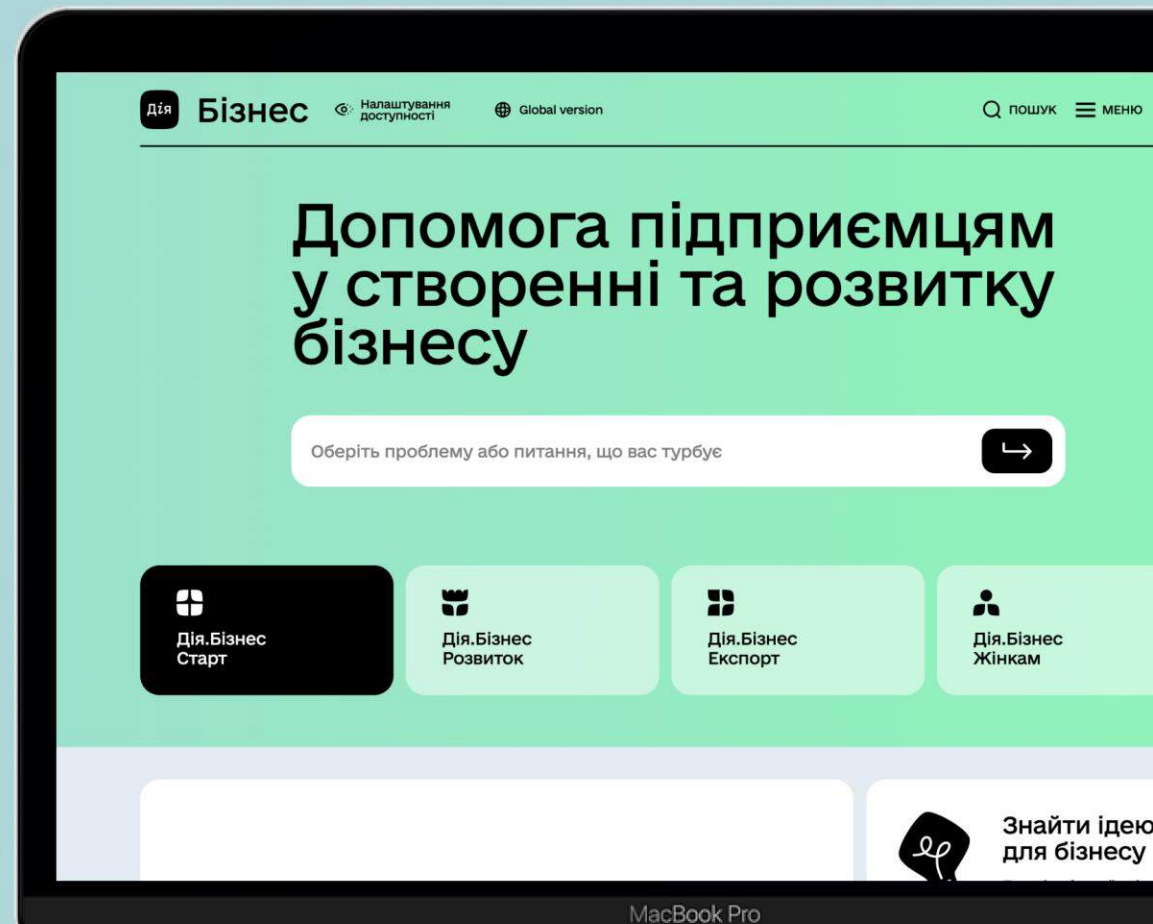 Дія Бізнес
Налаштування
доступності
Global version
ПОШУК
МЕНЮ
Допомога підприємцям
у створенні та розвитку
бізнесу
Оберіть проблему або питання, що вас турбує
Дія.Бізнес
Старт
Дія.Бізнес
Розвиток
Дія.Бізнес
Експорт
Дія.Бізнес
Жінкам
Знайти ідею
для бізнесу
MacBook Pro